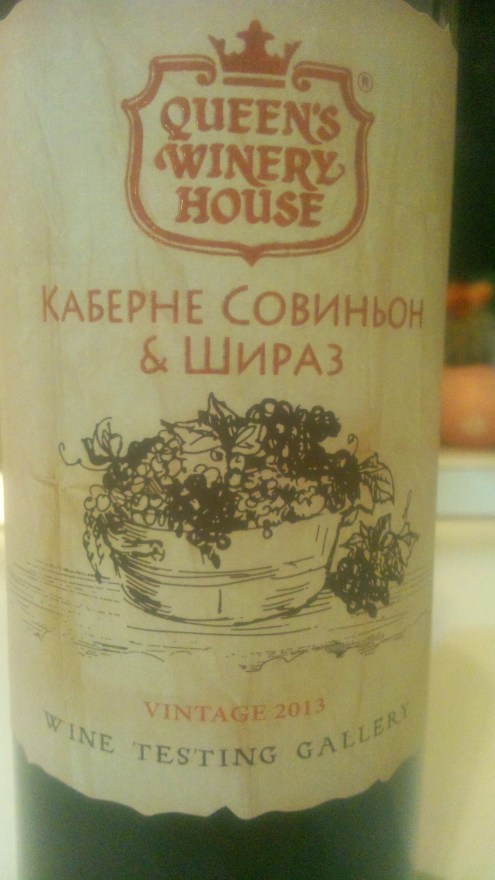 QUEEN'S
WINERY
HOUSE
®
КАБЕРНЕ СОВИНЬОН
& ШИРАЗ
VINTAGE 2013
WINE TESTING GALLERY